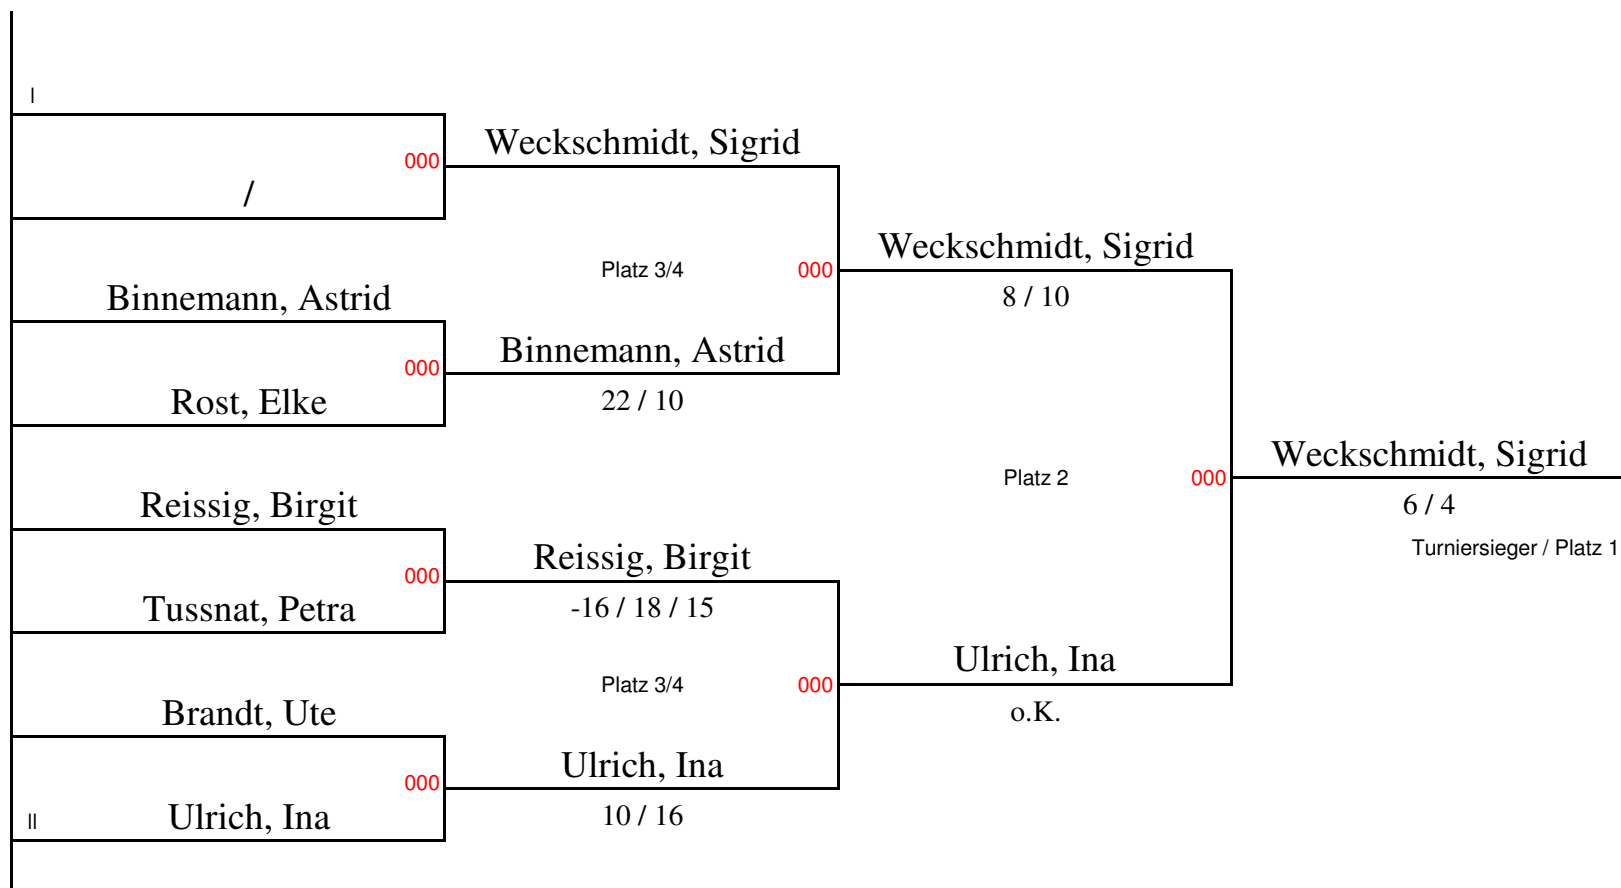 I
Weckschmidt, Sigrid
000
/
Weckschmidt, Sigrid
Platz 3/4
000
Binnemann, Astrid
8 / 10
Binnemann, Astrid
000
Rost, Elke
22 / 10
Weckschmidt, Sigrid
Platz 2
000
Reissig, Birgit
6 / 4
Turniersieger / Platz 1
Reissig, Birgit
000
Tussnat, Petra
-16 / 18 / 15
Ulrich, Ina
Platz 3/4
000
Brandt, Ute
o.K.
Ulrich, Ina
000
II
Ulrich, Ina
10 / 16